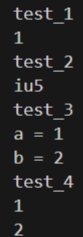 test_1
1
test_2
iu5
test_3
a = 1
b = 2
test_4
1
2